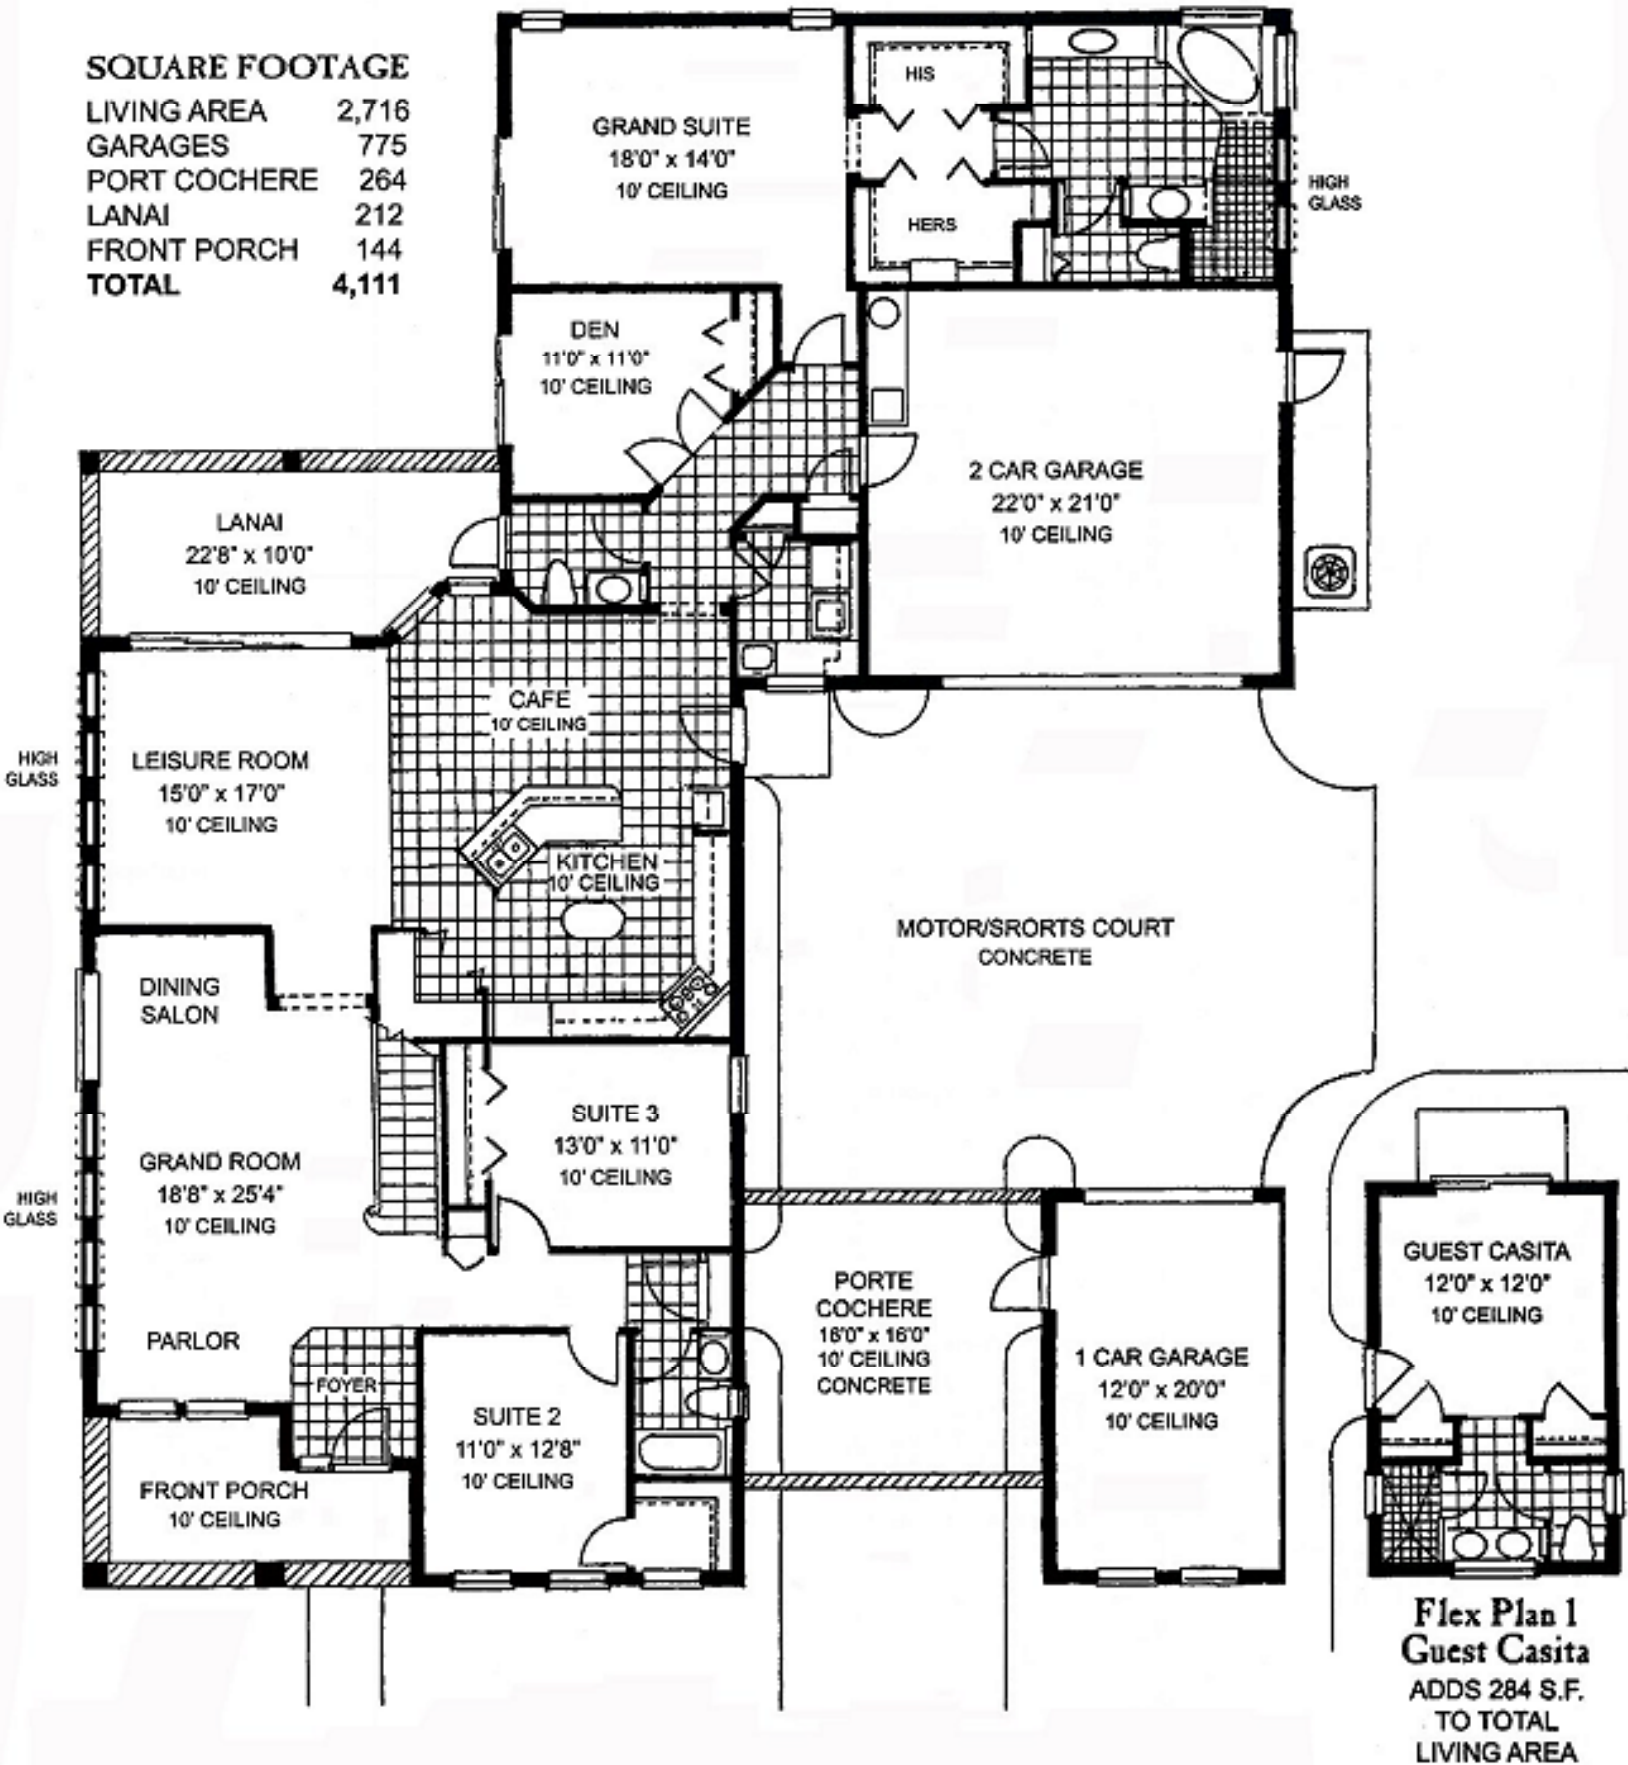 SQUARE FOOTAGE
LIVING AREA 2,716
GARAGES 775
PORT COCHERE 264
LANAI 212
FRONT PORCH 144
TOTAL 4,111
GRAND SUITE
18'0" x 14'0"
10' CEILING
HIS
HERS
HIGH
GLASS
DEN
11'0" x 11'0"
10' CEILING
2 CAR GARAGE
22'0" x 21'0"
10' CEILING
LANAI
22'8" x 10'0"
10' CEILING
CAFE
10' CEILING
HIGH
GLASS
LEISURE ROOM
15'0" x 17'0"
10' CEILING
KITCHEN
10' CEILING
MOTOR/SRORTS COURT
CONCRETE
DINING
SALON
SUITE 3
13'0" x 11'0"
10' CEILING
HIGH
GLASS
GRAND ROOM
18'8" x 25'4"
10' CEILING
PARLOR
FOYER
PORTE
COCHERE
16'0" x 16'0"
10' CEILING
CONCRETE
1 CAR GARAGE
12'0" x 20'0"
10' CEILING
GUEST CASITA
12'0" x 12'0"
10' CEILING
SUITE 2
11'0" x 12'8"
10' CEILING
FRONT PORCH
10' CEILING
Flex Plan 1
Guest Casita
ADDS 284 S.F.
TO TOTAL
LIVING AREA